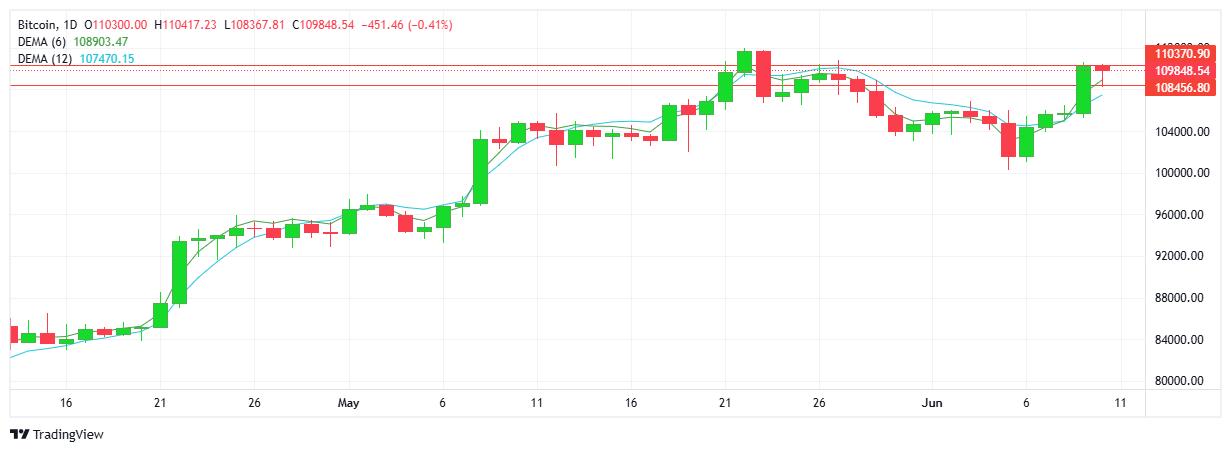 Bitcoin, 1D O110300.00 H110417.23 L108367.81 C109848.54 −451.46 (−0.41%)
DEMA (6) 108903.47
DEMA (12) 107470.15
110370.90
109848.54
108456.80
104000.00
100000.00
96000.00
92000.00
88000.00
84000.00
80000.00
16 21 26 May 6 11 16 21 26 Jun 6 11
TradingView